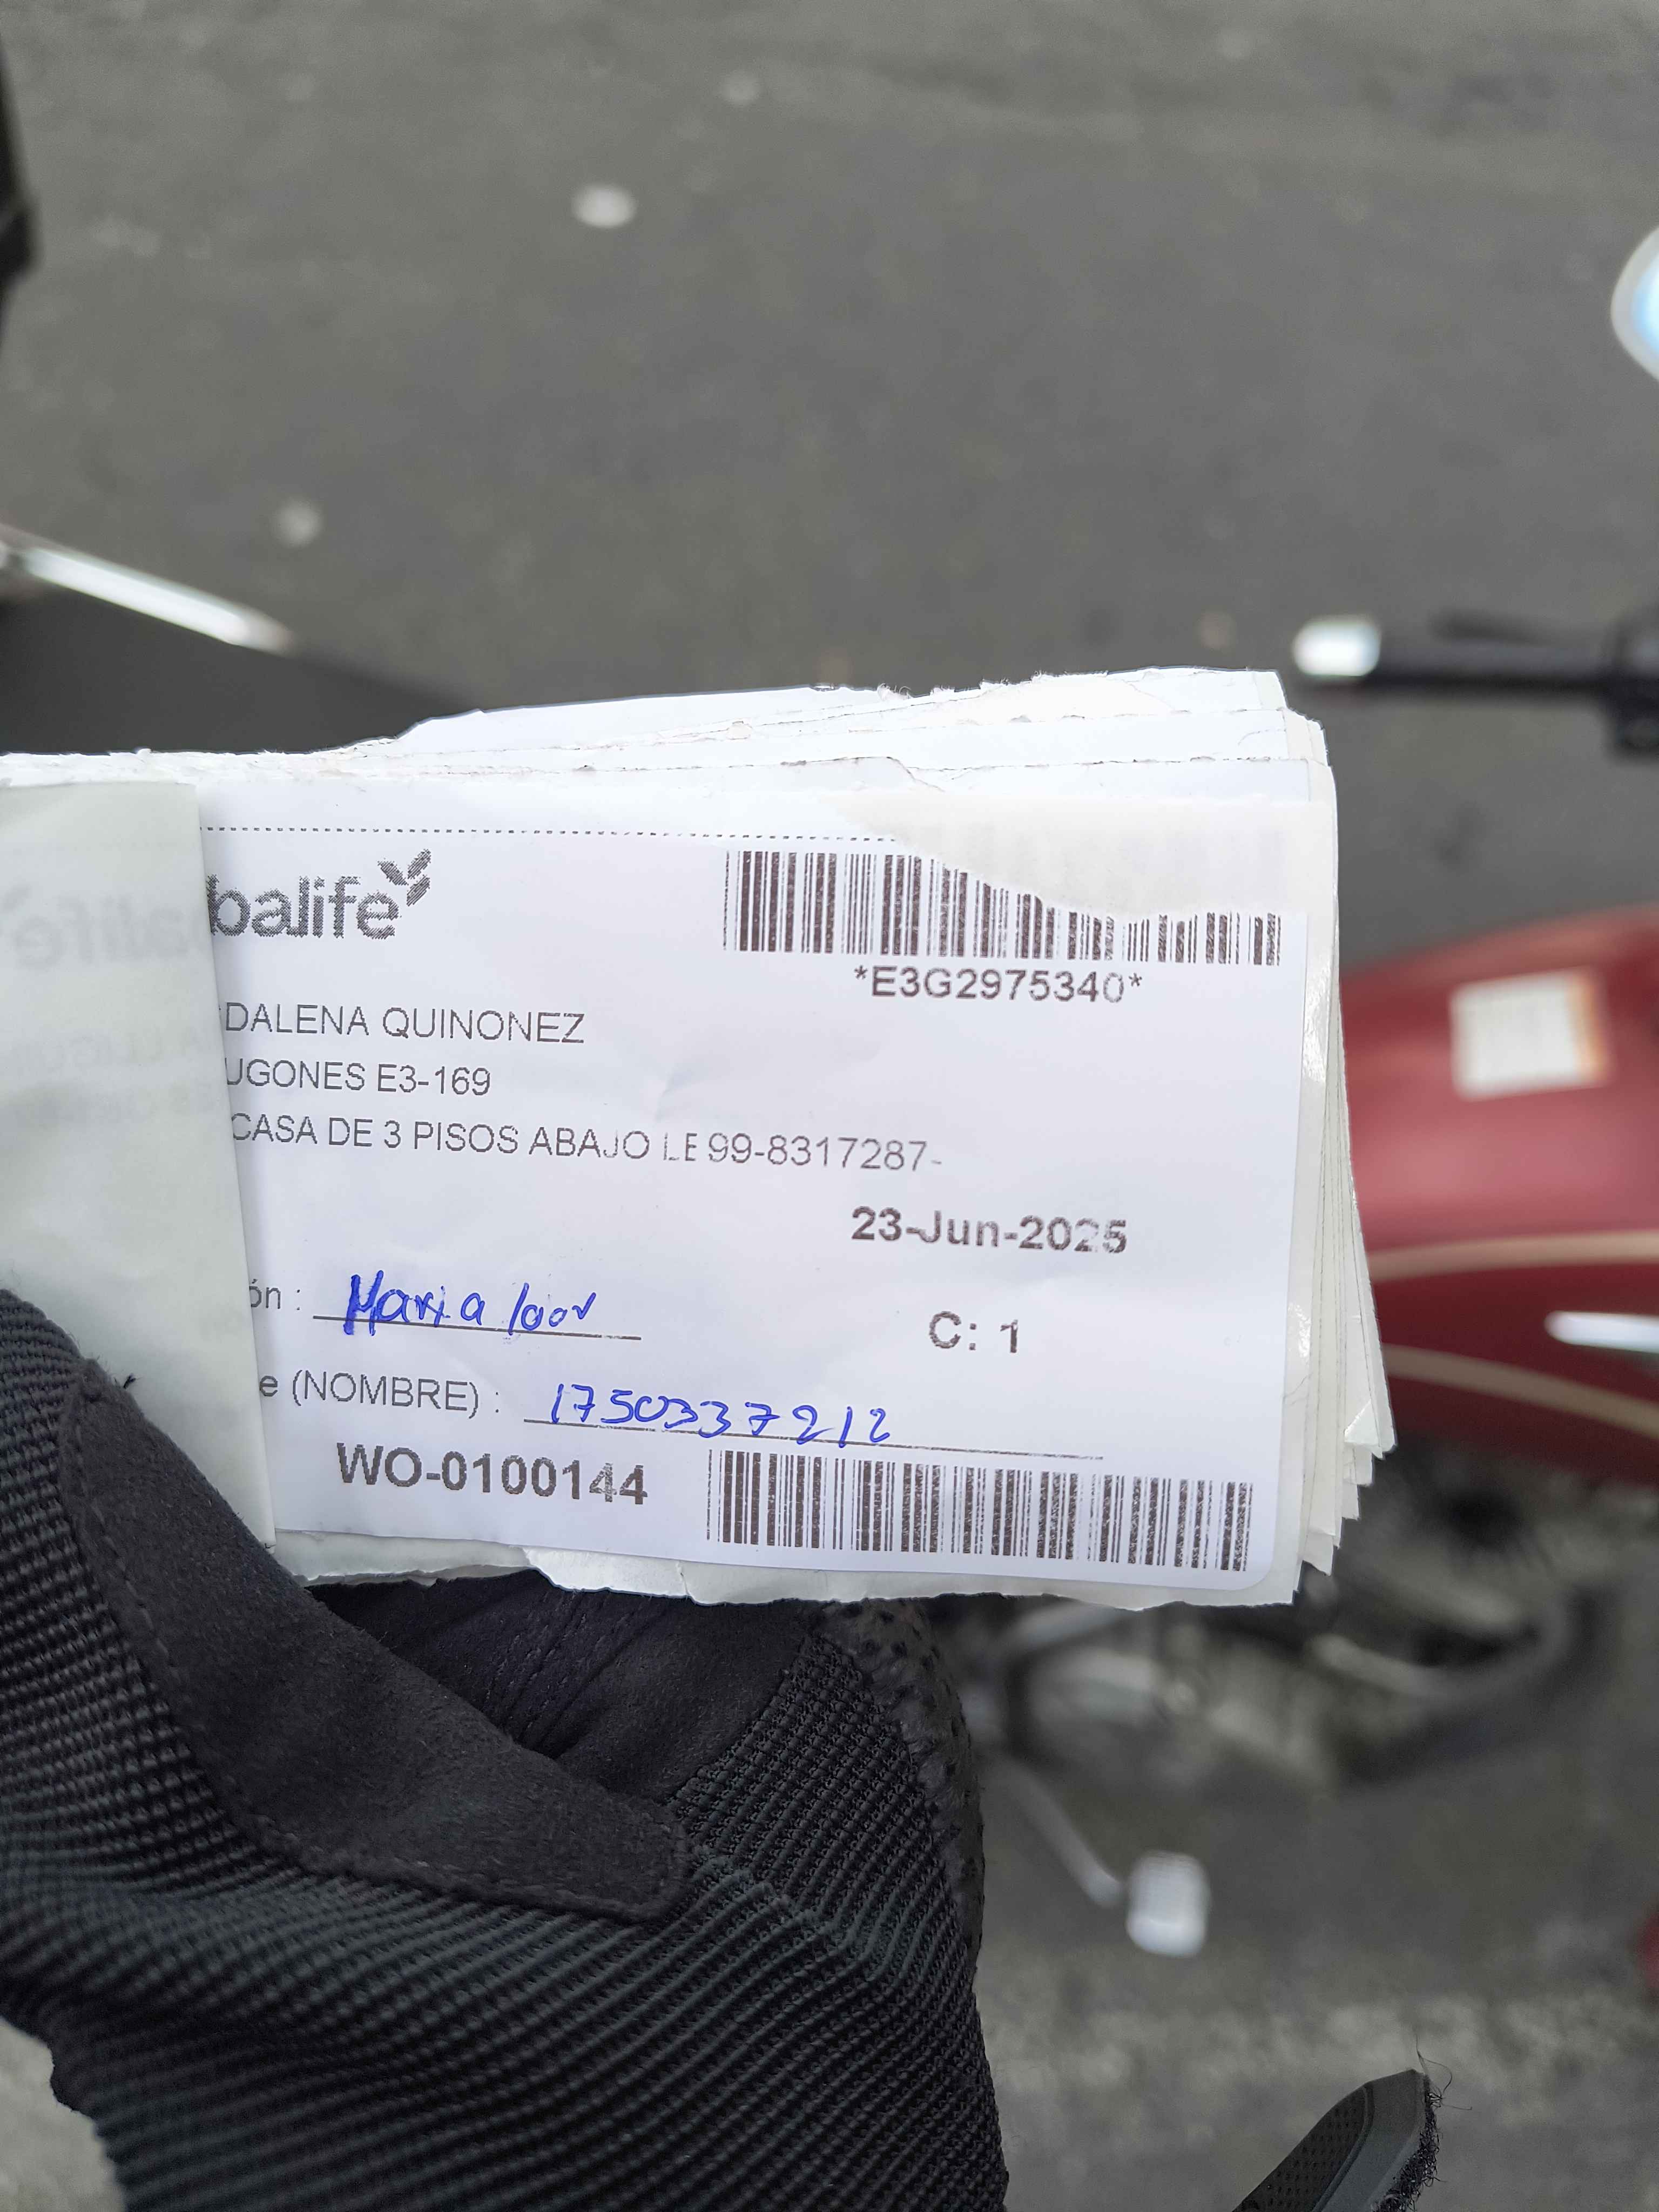 balife
*E3G2975340*
DALENA QUINONEZ
UGONES E3-169
CASA DE 3 PISOS ABAJO LE 99-8317287-
23-Jun-2025
ón : Maria loor
C: 1
e (NOMBRE) : 1750337212
WO-0100144